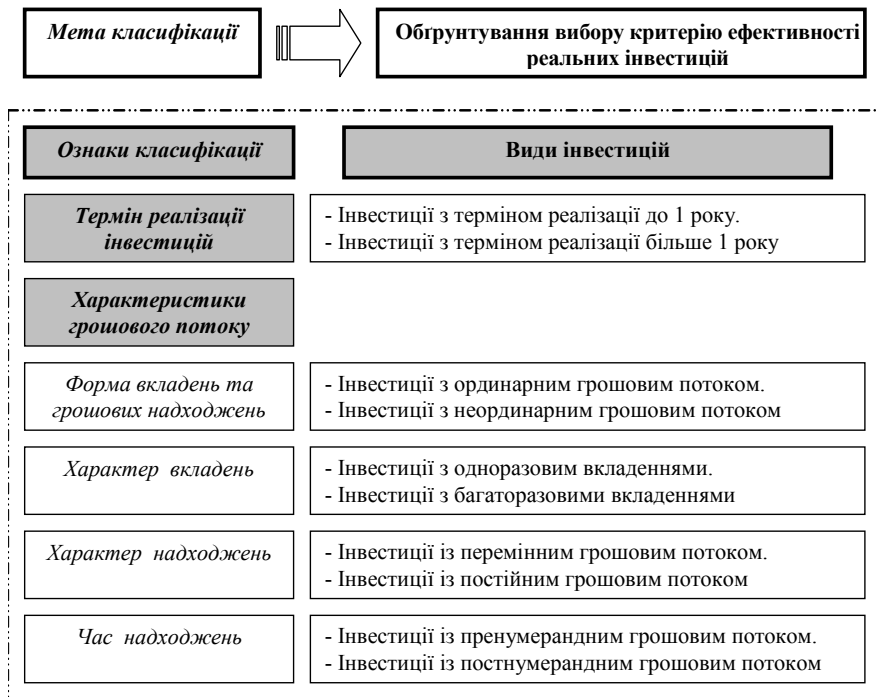 Мета класифікації
Обґрунтування вибору критерію ефективності
реальних інвестицій
Ознаки класифікації
Види інвестицій
Термін реалізації
інвестицій
- Інвестиції з терміном реалізації до 1 року.
- Інвестиції з терміном реалізації більше 1 року
Характеристики
грошового потоку
Форма вкладень та
грошових надходжень
- Інвестиції з ординарним грошовим потоком.
- Інвестиції з неординарним грошовим потоком
Характер вкладень
- Інвестиції з одноразовим вкладеннями.
- Інвестиції з багаторазовими вкладеннями
Характер надходжень
- Інвестиції із перемінним грошовим потоком.
- Інвестиції із постійним грошовим потоком
Час надходжень
- Інвестиції із пренумерандним грошовим потоком.
- Інвестиції із постнумерандним грошовим потоком